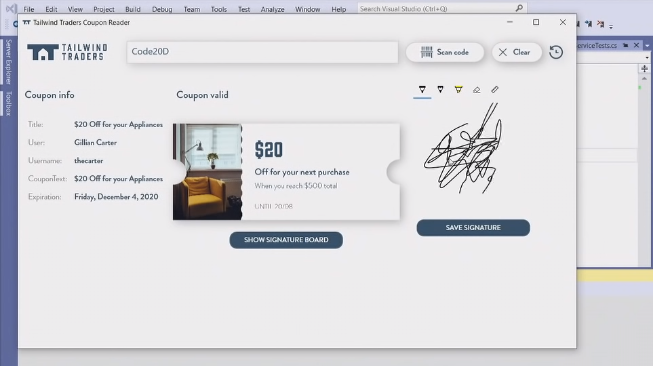 File Edit View Project Build Debug Team Tools Test Analyze Window Help Search Visual Studio (Ctrl+Q)
Tailwind Traders Coupon Reader
Server Explorer
Toolbox
TAILWIND
TRADERS
Code20D
Scan code
Clear
Coupon info
Title: $20 Off for your Appliances
User: Gillian Carter
Username: thecarter
CouponText: $20 Off for your Appliances
Expiration: Friday, December 4, 2020
Coupon valid
$20
Off for your next purchase
When you reach $500 total
UNTIL 20/08
SHOW SIGNATURE BOARD
SAVE SIGNATURE
erviceTests.cs